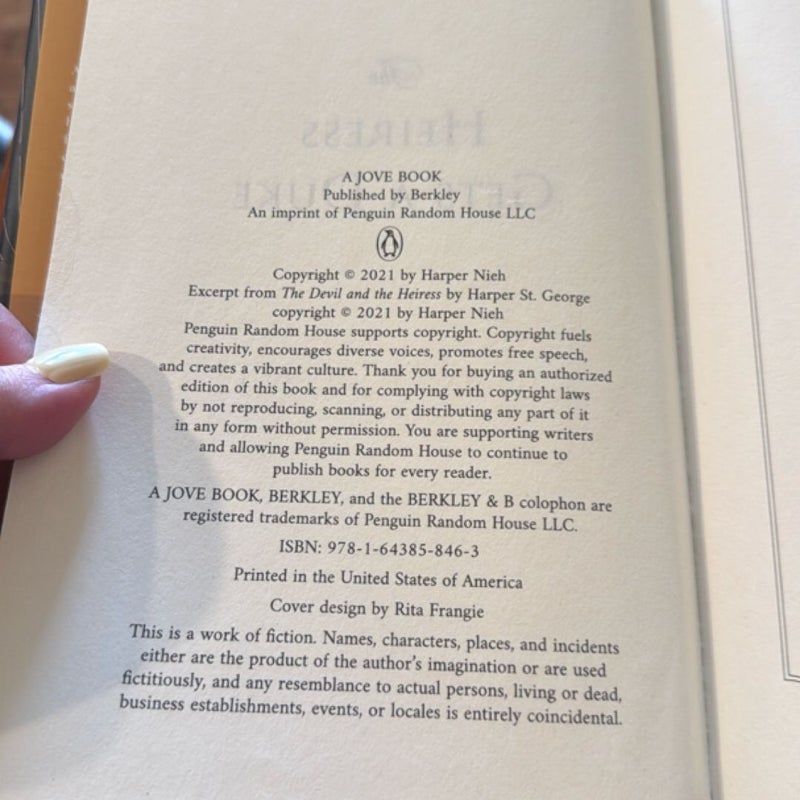 The
HEIRESS
GETS A DUKE
A JOVE BOOK
Published by Berkley
An imprint of Penguin Random House LLC
Copyright © 2021 by Harper Nieh
Excerpt from The Devil and the Heiress by Harper St. George
copyright © 2021 by Harper Nieh
Penguin Random House supports copyright. Copyright fuels
creativity, encourages diverse voices, promotes free speech,
and creates a vibrant culture. Thank you for buying an authorized
edition of this book and for complying with copyright laws
by not reproducing, scanning, or distributing any part of it
in any form without permission. You are supporting writers
and allowing Penguin Random House to continue to
publish books for every reader.
A JOVE BOOK, BERKLEY, and the BERKLEY & B colophon are
registered trademarks of Penguin Random House LLC.
ISBN: 978-1-64385-846-3
Printed in the United States of America
Cover design by Rita Frangie
This is a work of fiction. Names, characters, places, and incidents
either are the product of the author's imagination or are used
fictitiously, and any resemblance to actual persons, living or dead,
business establishments, events, or locales is entirely coincidental.